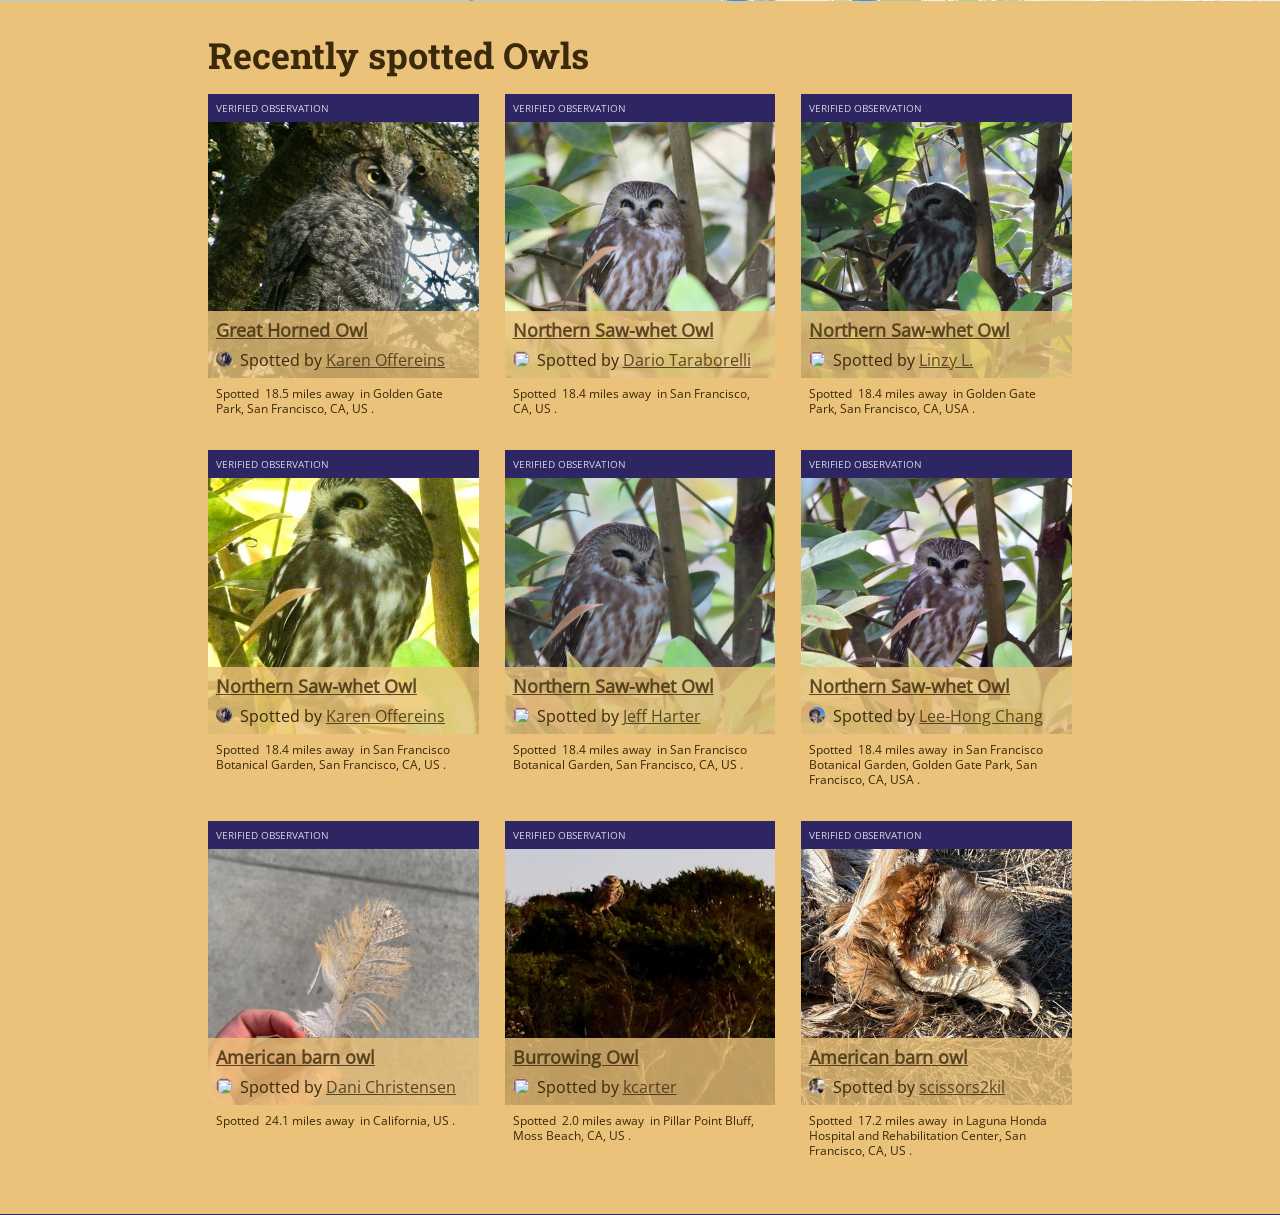 Recently spotted Owls
VERIFIED OBSERVATION
Great Horned Owl
Spotted by Karen Offereins
Spotted 18.5 miles away in Golden Gate
Park, San Francisco, CA, US .
VERIFIED OBSERVATION
Northern Saw-whet Owl
Spotted by Dario Taraborelli
Spotted 18.4 miles away in San Francisco,
CA, US .
VERIFIED OBSERVATION
Northern Saw-whet Owl
Spotted by Linzy L.
Spotted 18.4 miles away in Golden Gate
Park, San Francisco, CA, USA .
VERIFIED OBSERVATION
Northern Saw-whet Owl
Spotted by Karen Offereins
Spotted 18.4 miles away in San Francisco
Botanical Garden, San Francisco, CA, US .
VERIFIED OBSERVATION
Northern Saw-whet Owl
Spotted by Jeff Harter
Spotted 18.4 miles away in San Francisco
Botanical Garden, San Francisco, CA, US .
VERIFIED OBSERVATION
Northern Saw-whet Owl
Spotted by Lee-Hong Chang
Spotted 18.4 miles away in San Francisco
Botanical Garden, Golden Gate Park, San
Francisco, CA, USA .
VERIFIED OBSERVATION
American barn owl
Spotted by Dani Christensen
Spotted 24.1 miles away in California, US .
VERIFIED OBSERVATION
Burrowing Owl
Spotted by kcarter
Spotted 2.0 miles away in Pillar Point Bluff,
Moss Beach, CA, US .
VERIFIED OBSERVATION
American barn owl
Spotted by scissors2kil
Spotted 17.2 miles away in Laguna Honda
Hospital and Rehabilitation Center, San
Francisco, CA, US .